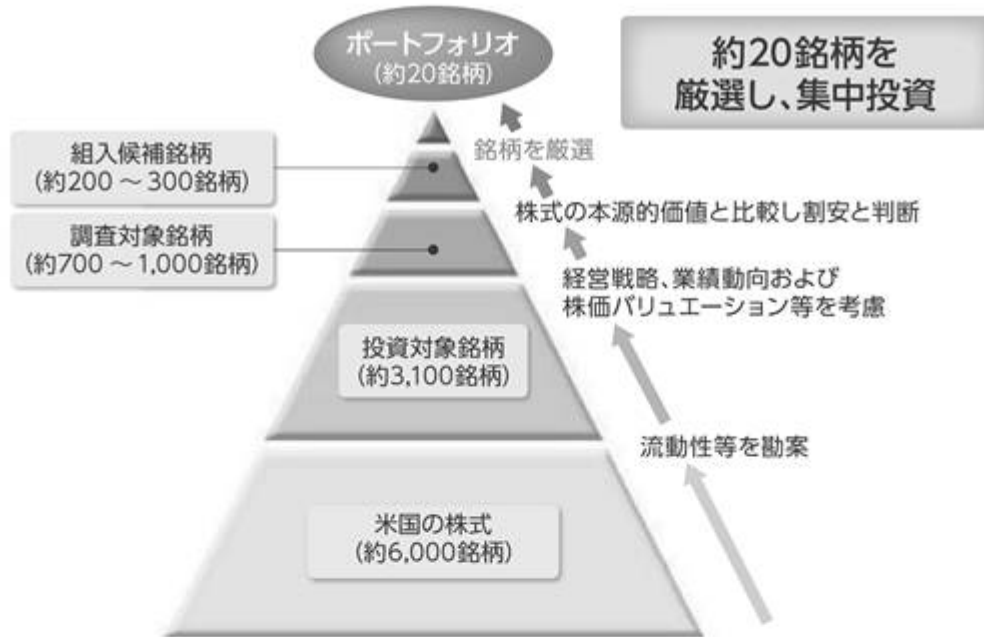 ポートフォリオ
(約20銘柄)
約20銘柄を
厳選し、集中投資
銘柄を厳選
組入候補銘柄
(約200 ~ 300銘柄)
株式の本源的価値と比較し割安と判断
調査対象銘柄
(約700 ~ 1,000銘柄)
経営戦略、業績動向および
株価バリュエーション等を考慮
投資対象銘柄
(約3,100銘柄)
流動性等を勘案
米国の株式
(約6,000銘柄)